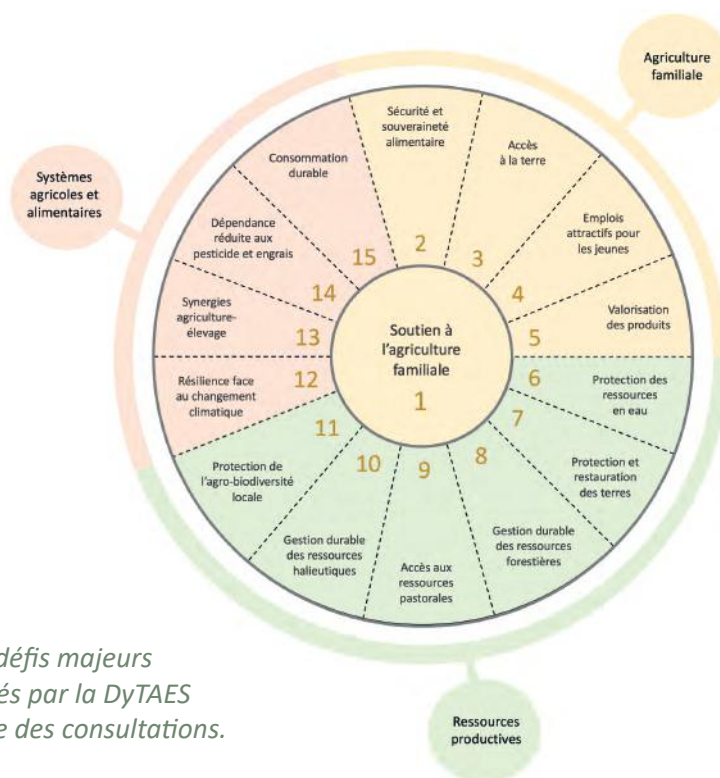 Agriculture
familiale
Systèmes
agricoles et
alimentaires
Sécurité et
souveraineté
alimentaire
2
Accès
à la terre
3
Emplois
attractifs pour
les jeunes
4
Valorisation
des produits
5
Protection des
ressources
en eau
6
Protection et
restauration
des terres
7
Gestion durable
des ressources
forestières
8
Accès aux
ressources
pastorales
9
Gestion durable
des ressources
halieutiques
10
Protection de
l'agro-biodiversité
locale
11
Résilience face
au changement
climatique
12
Synergies
agriculture-
élevage
13
Dépendance
réduite aux
pesticide et engrais
14
Consommation
durable
15
Soutien à
l'agriculture
familiale
1
Ressources
productives
défis majeurs
és par la DyTAES
e des consultations.